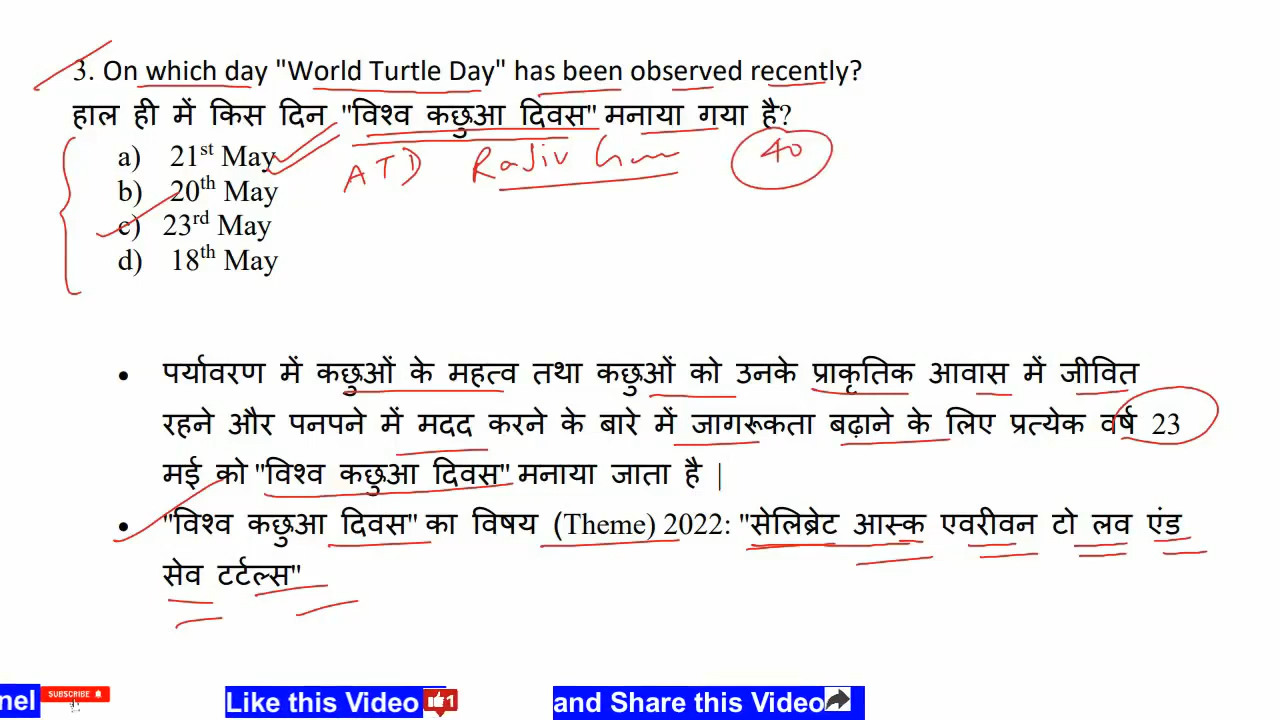 3. On which day "World Turtle Day" has been observed recently?
हाल ही में किस दिन "विश्व कछुआ दिवस" मनाया गया है?
a) 21st May
ATD Rajiv 40
b) 20th May
c) 23rd May
d) 18th May
• पर्यावरण में कछुओं के महत्व तथा कछुओं को उनके प्राकृतिक आवास में जीवित
रहने और पनपने में मदद करने के बारे में जागरूकता बढ़ाने के लिए प्रत्येक वर्ष 23
मई को "विश्व कछुआ दिवस" मनाया जाता है |
• "विश्व कछुआ दिवस" का विषय (Theme) 2022: "सेलिब्रेट आस्क एवरीवन टो लव एंड
सेव टर्टल्स"
nel SUBSCRIBE Like this Video 1 and Share this Video